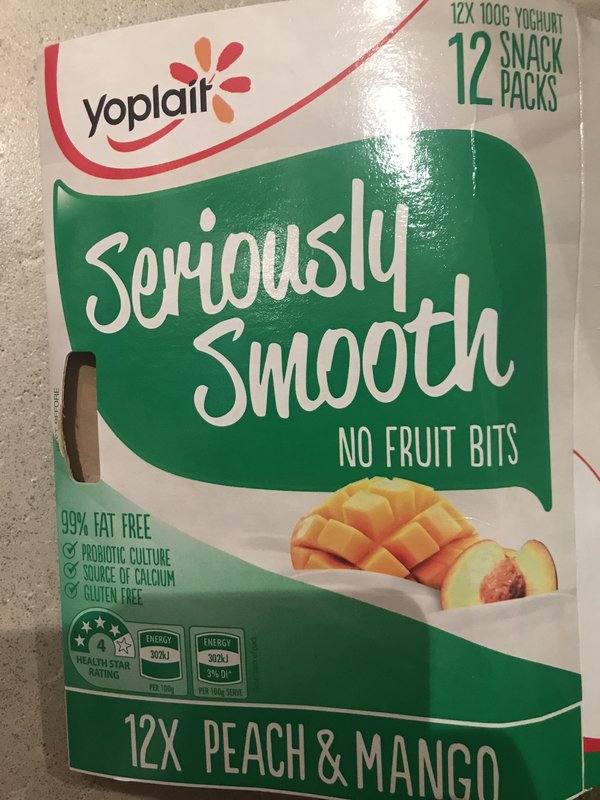 12X 100G YOGHURT
12 SNACK PACKS
yoplait
Seriously
Smooth
NO FRUIT BITS
99% FAT FREE
PROBIOTIC CULTURE
SOURCE OF CALCIUM
GLUTEN FREE
4
HEALTH STAR
RATING
ENERGY
302kJ
PER 100g
ENERGY
302kJ
3% DI*
PER 100g SERVE
12X PEACH & MANGO